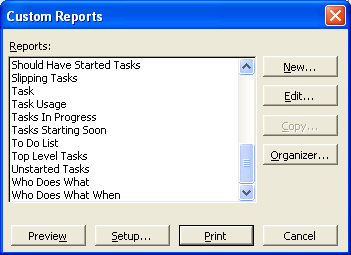 Custom Reports
Reports:
Should Have Started Tasks
Slipping Tasks
Task
Task Usage
Tasks In Progress
Tasks Starting Soon
To Do List
Top Level Tasks
Unstarted Tasks
Who Does What
Who Does What When
New...
Edit...
Copy...
Organizer...
Preview
Setup...
Print
Cancel